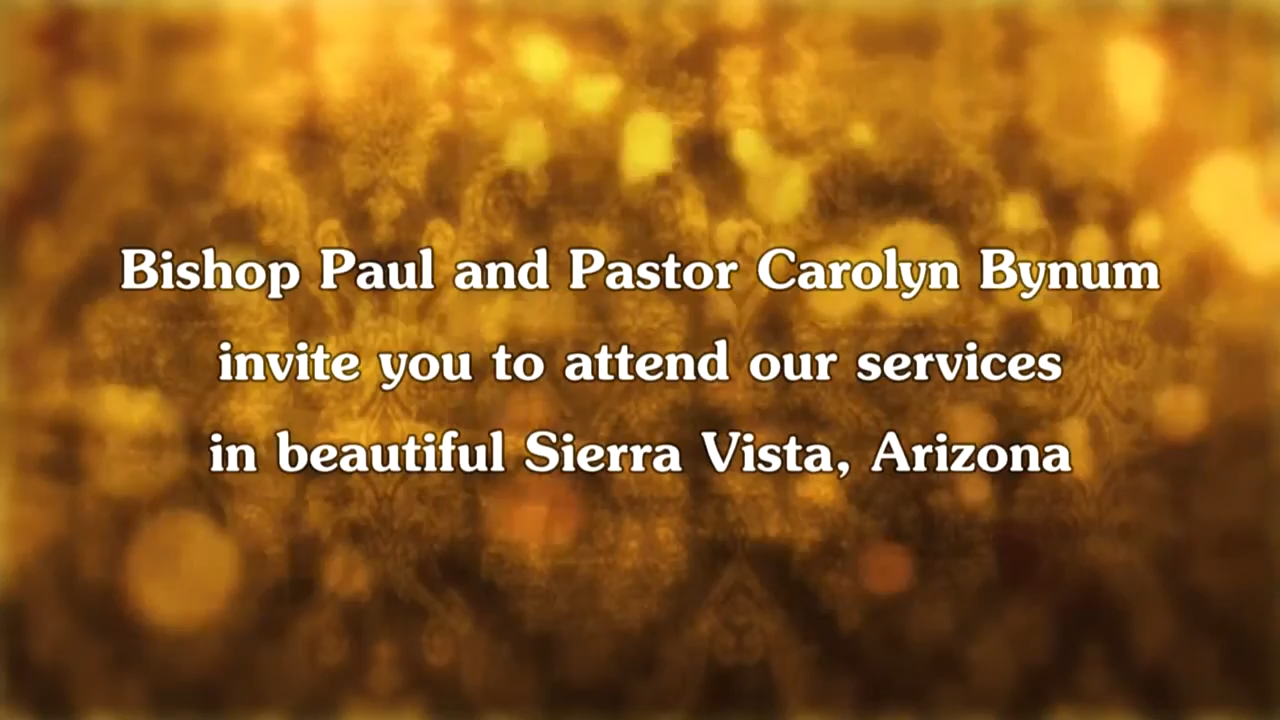 Bishop Paul and Pastor Carolyn Bynum
invite you to attend our services
in beautiful Sierra Vista, Arizona